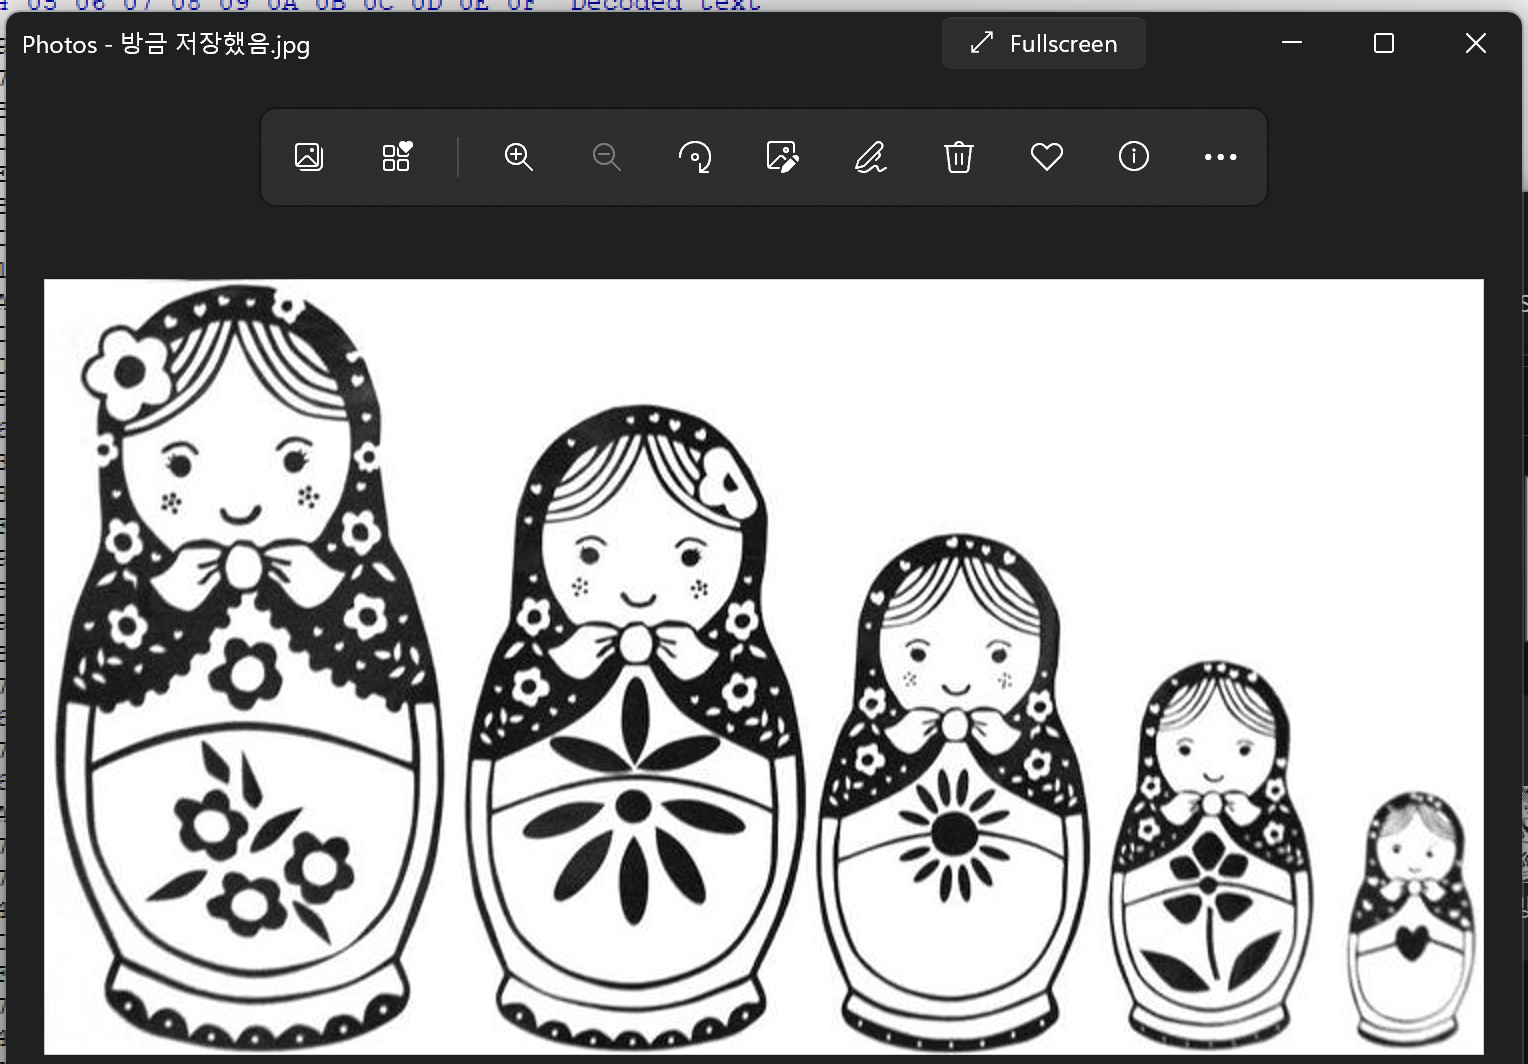 05 06 07 08 09 0A 0B 0C 0D 0E 0F Decoded text
Photos - 방금 저장했음.jpg
Fullscreen